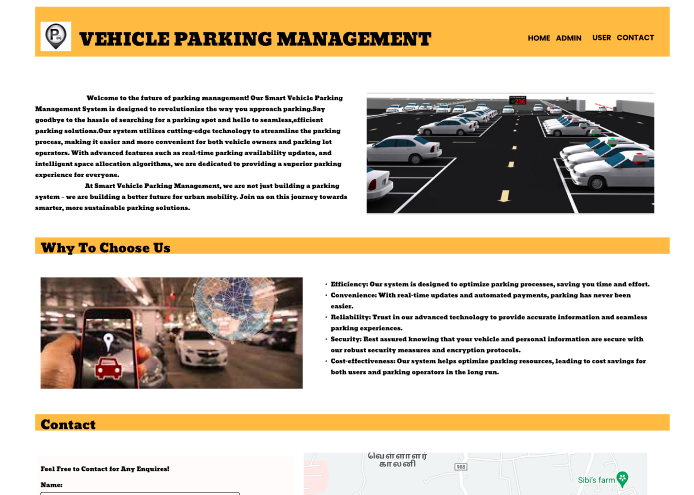 VEHICLE PARKING MANAGEMENT
HOME ADMIN USER CONTACT
Welcome to the future of parking management! Our Smart Vehicle Parking
Management System is designed to revolutionize the way you approach parking.Say
goodbye to the hassle of searching for a parking spot and hello to seamless,efficient
parking solutions.Our system utilizes cutting-edge technology to streamline the parking
process, making it easier and more convenient for both vehicle owners and parking lot
operators. With advanced features such as real-time parking availability updates, and
intelligent space allocation algorithms, we are dedicated to providing a superior parking
experience for everyone.
At Smart Vehicle Parking Management, we are not just building a parking
system – we are building a better future for urban mobility. Join us on this journey towards
smarter, more sustainable parking solutions.
Why To Choose Us
• Efficiency: Our system is designed to optimize parking processes, saving you time and effort.
• Convenience: With real-time updates and automated payments, parking has never been
easier.
• Reliability: Trust in our advanced technology to provide accurate information and seamless
parking experiences.
• Security: Rest assured knowing that your vehicle and personal information are secure with
our robust security measures and encryption protocols.
• Cost-effectiveness: Our system helps optimize parking resources, leading to cost savings for
both users and parking operators in the long run.
Contact
Feel Free to Contact for Any Enquires!
Name:
வெள்ளாளர்
காலனி
Sibi's farm